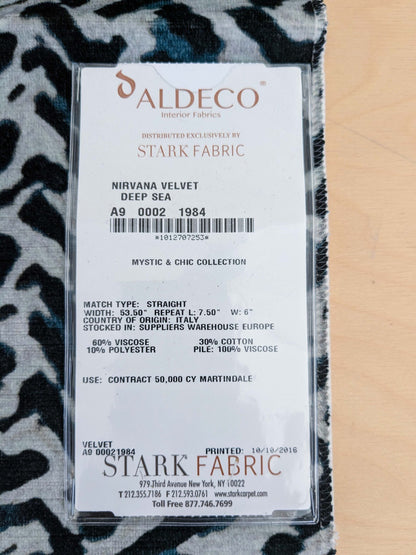 ALDECO®
Interior Fabrics
DISTRIBUTED EXCLUSIVELY BY
STARK FABRIC
NIRVANA VELVET
DEEP SEA
A9 0002 1984
*1012707253*
MYSTIC & CHIC COLLECTION
MATCH TYPE: STRAIGHT
WIDTH: 53.50" REPEAT L: 7.50" W: 6"
COUNTRY OF ORIGIN: ITALY
STOCKED IN: SUPPLIERS WAREHOUSE EUROPE
60% VISCOSE 30% COTTON
10% POLYESTER PILE: 100% VISCOSE
USE: CONTRACT 50,000 CY MARTINDALE
VELVET
A9 00021984 PRINTED: 10/10/2016
STARK FABRIC
979 Third Avenue New York, NY 10022
T 212.355.7186 F 212.593.0761 www.starkcarpet.com
Toll Free 877.746.7699